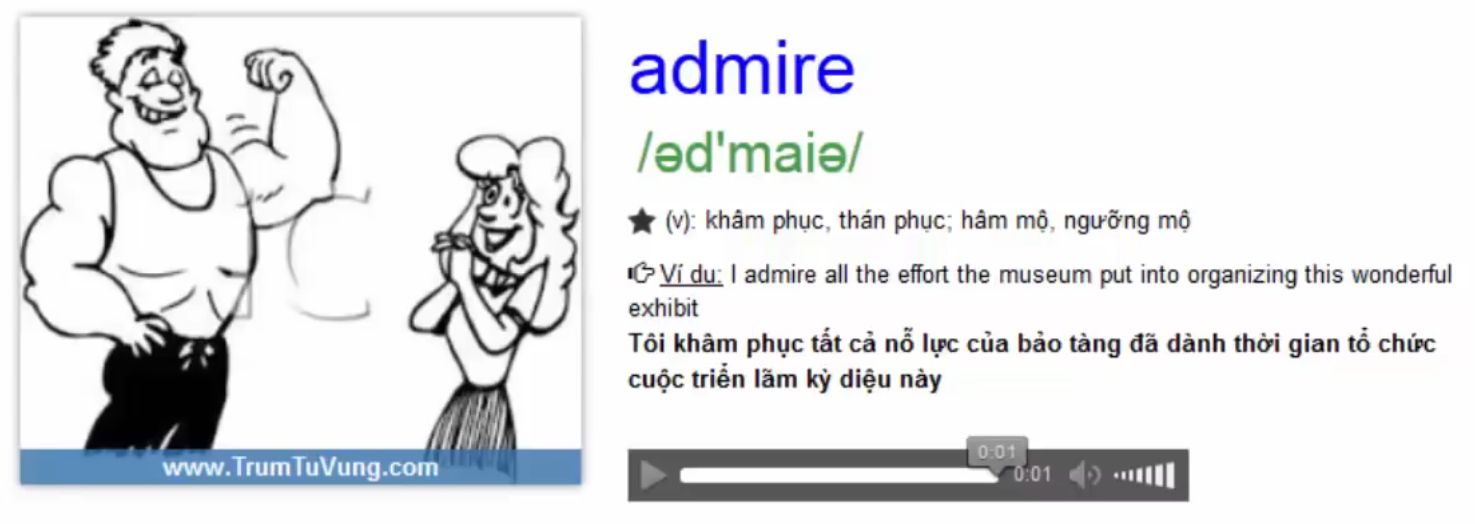 admire
/əd'maiə/
★ (v): khâm phục, thán phục; hâm mộ, ngưỡng mộ
Ví dụ: I admire all the effort the museum put into organizing this wonderful
exhibit
Tôi khâm phục tất cả nỗ lực của bảo tàng đã dành thời gian tổ chức
cuộc triển lãm kỳ diệu này
0:01
0:01
www.TrumTuVung.com